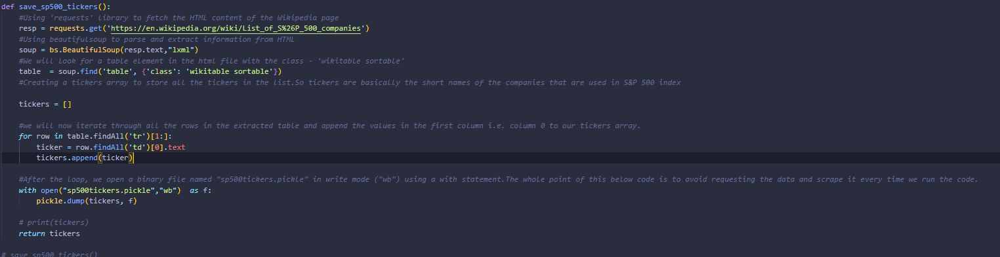 def save_sp500_tickers():
#Using 'requests' library to fetch the HTML content of the Wikipedia page
resp = requests.get('https://en.wikipedia.org/wiki/List_of_S%26P_500_companies')
#Using beautifulsoup to parse and extract information from HTML
soup = bs.BeautifulSoup(resp.text,"lxml")
#We will look for a table element in the html file with the class - 'wikitable sortable'
table  = soup.find('table', {'class': 'wikitable sortable'})
#Creating a tickers array to store all the tickers in the list.So tickers are basically the short names of the companies that are used in S&P 500 index
tickers = []
#we will now iterate through all the rows in the extracted table and append the values in the first column i.e. column 0 to our tickers array.
for row in table.findAll('tr')[1:]:
ticker = row.findAll('td')[0].text
tickers.append(ticker)
#After the loop, we open a binary file named "sp500tickers.pickle" in write mode ("wb") using a with statement.The whole point of this below code is to avoid requesting the data and scrape it every time we run the code.
with open("sp500tickers.pickle","wb")  as f:
pickle.dump(tickers, f)
# print(tickers)
return tickers
# save_sp500_tickers()